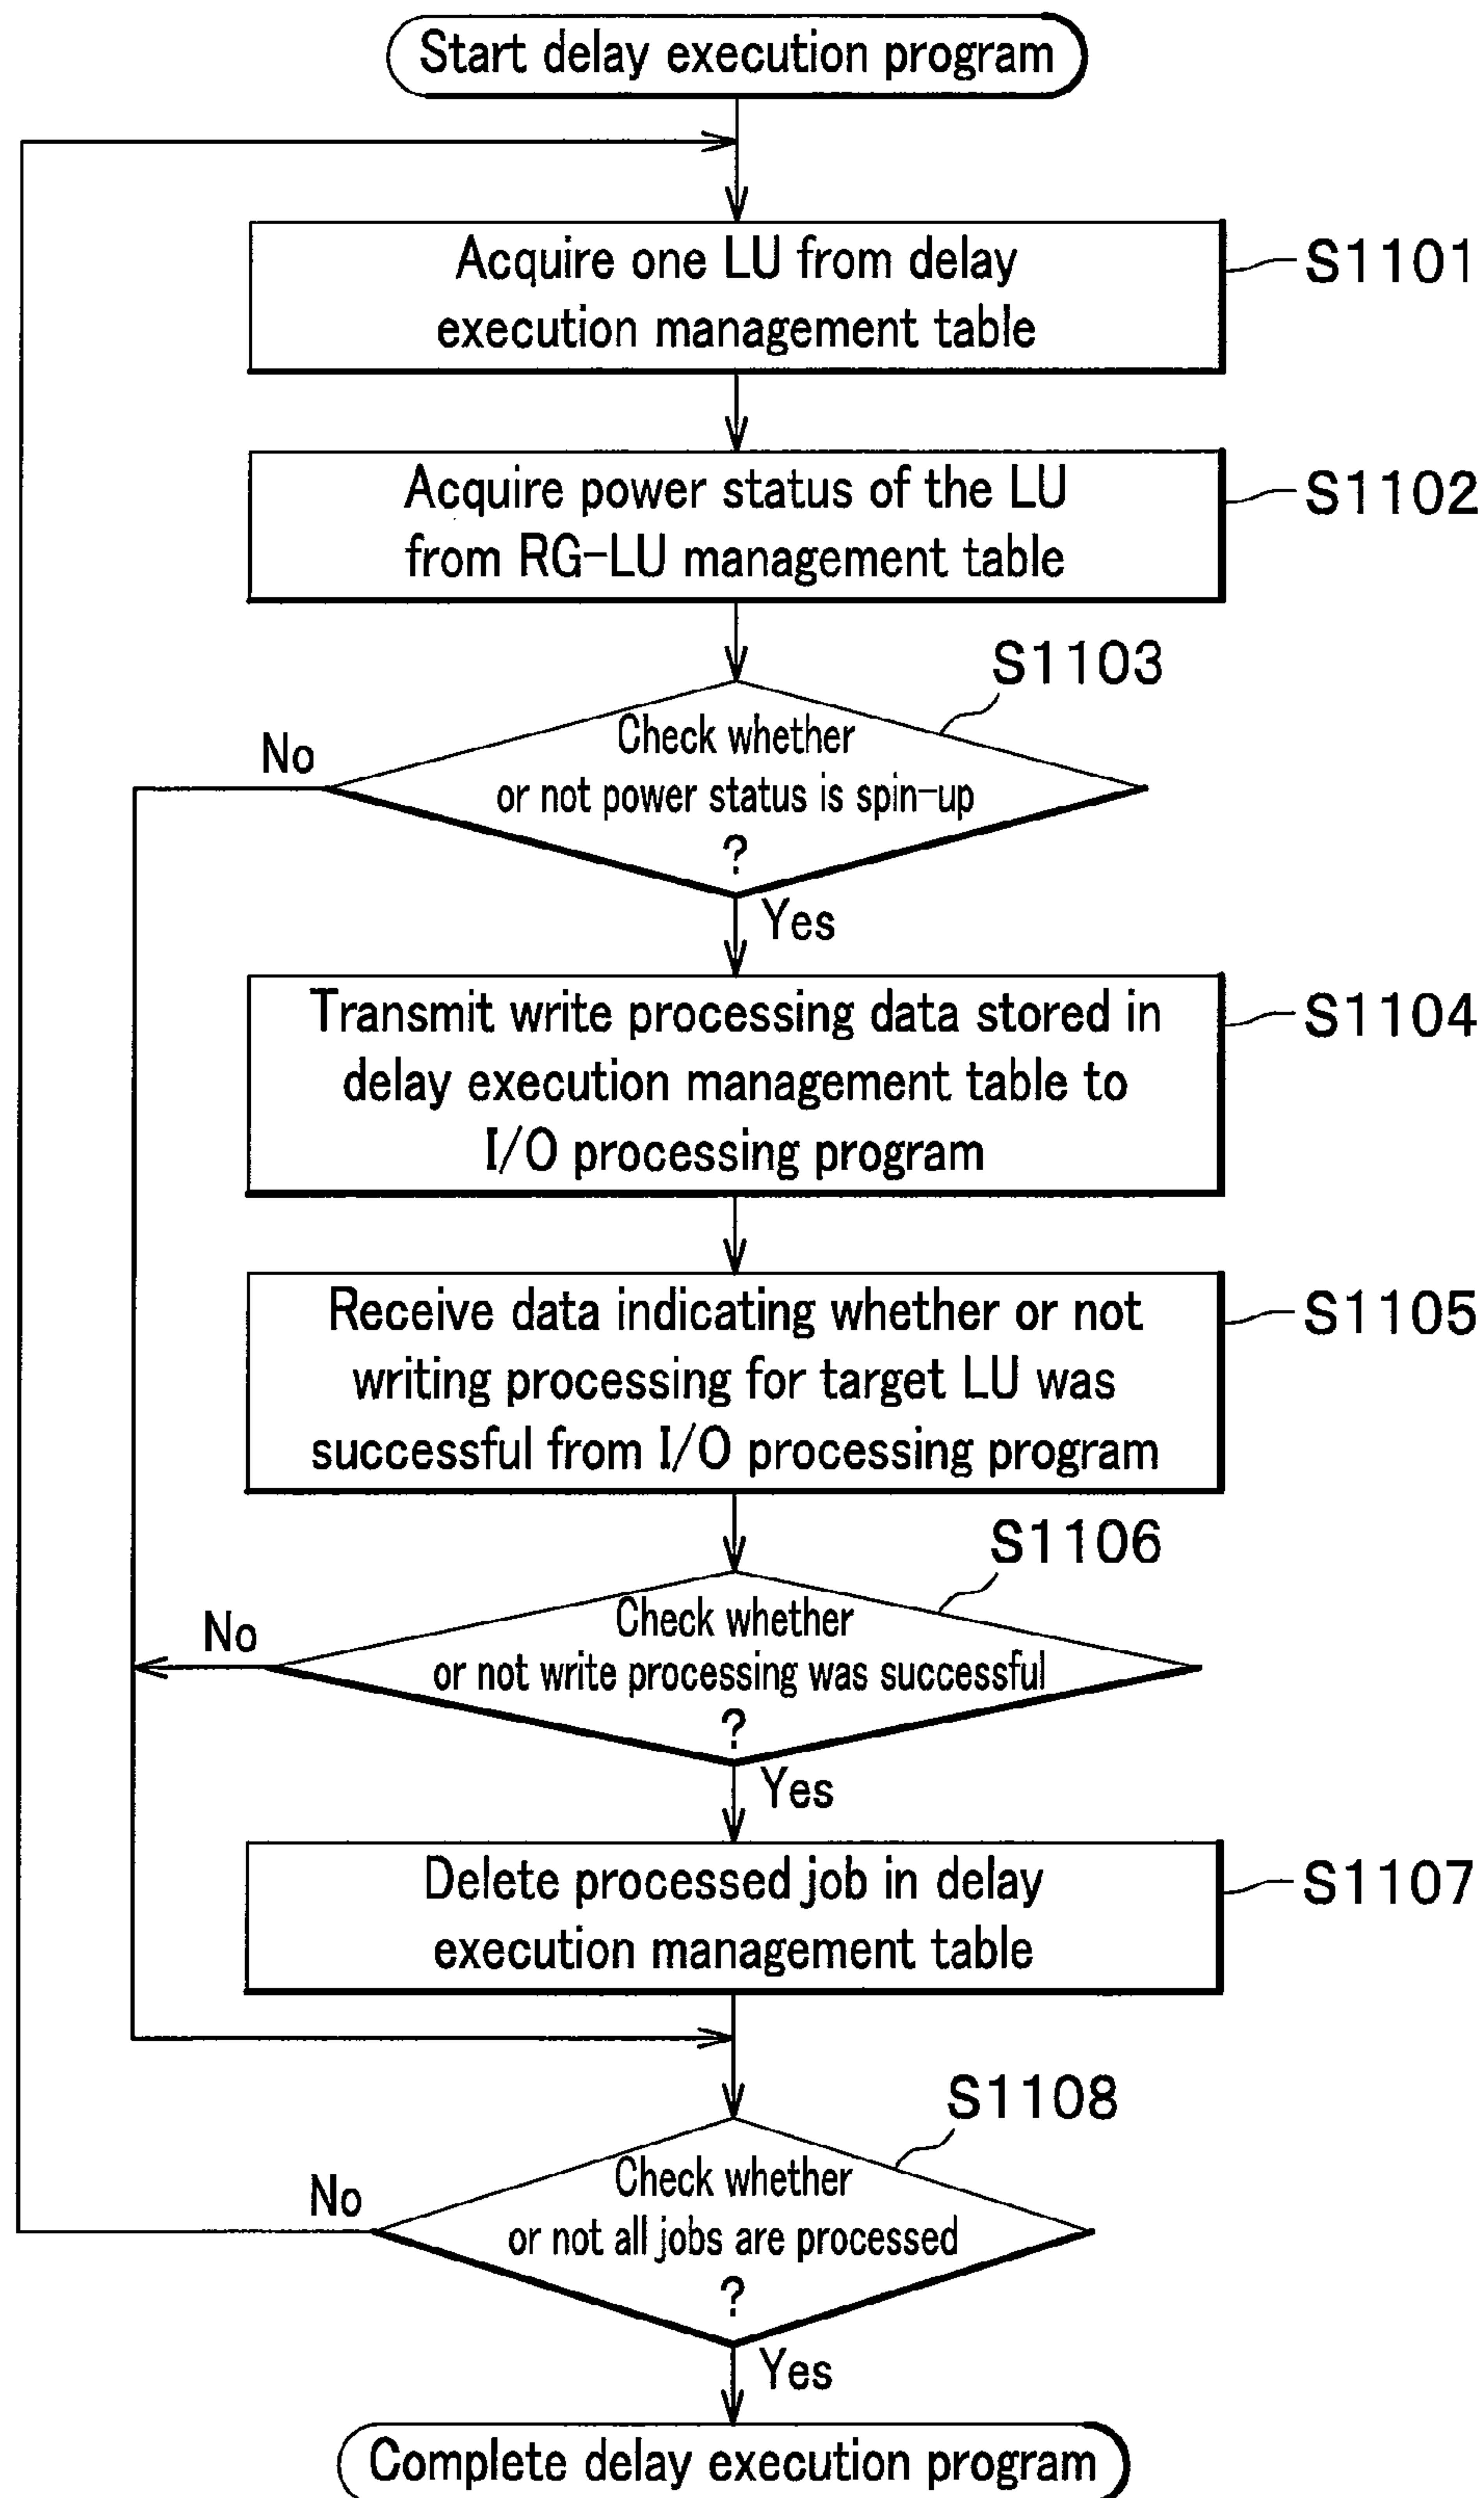 Start delay execution program
Acquire one LU from delay
execution management table
S1101
Acquire power status of the LU
from RG-LU management table
S1102
S1103
Check whether
or not power status is spin-up
?
No
Yes
Transmit write processing data stored in
delay execution management table to
I/O processing program
S1104
Receive data indicating whether or not
writing processing for target LU was
successful from I/O processing program
S1105
S1106
Check whether
or not write processing was successful
?
No
Yes
Delete processed job in delay
execution management table
S1107
S1108
Check whether
or not all jobs are processed
?
No
Yes
Complete delay execution program